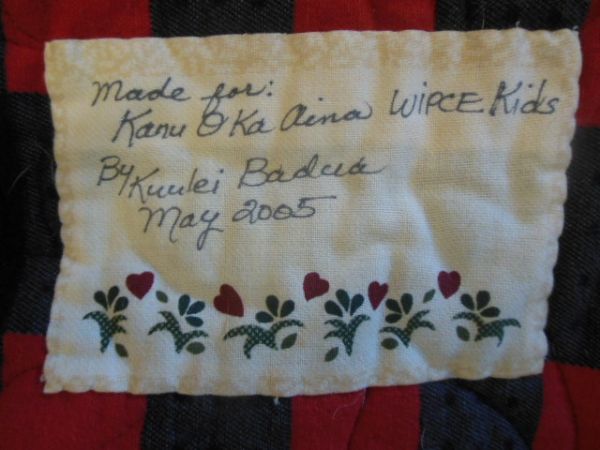 Made for:
Kanu O Ka Aina WIPCE Kids
By Kuulei Badua
May 2005